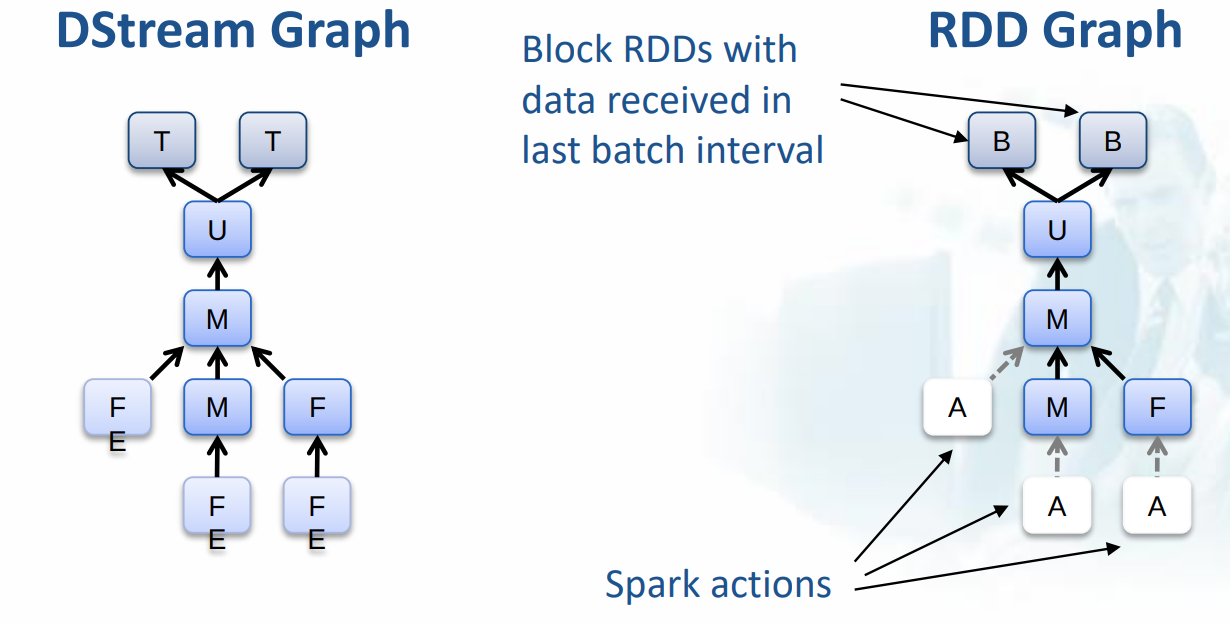 DStream Graph
T
T
U
M
F
E
M
F
F
E
F
E
Block RDDs with
data received in
last batch interval
RDD Graph
B
B
U
M
A
M
F
A
A
Spark actions